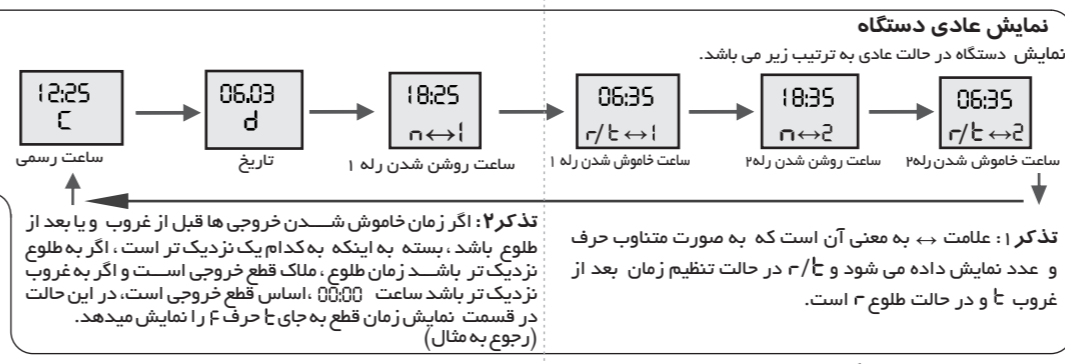 نمایش عادی دستگاه
نمایش دستگاه در حالت عادی به ترتیب زیر می باشد.
12:25
C
ساعت رسمی
06.03
d
تاریخ
18:25
n↔1
ساعت روشن شدن رله ۱
06:35
r/t ↔1
ساعت خاموش شدن رله ۱
18:35
n↔2
ساعت روشن شدن رله۲
06:35
r/t ↔2
ساعت خاموش شدن رله۲
تذکر۱: علامت ↔ به معنی آن است که به صورت متناوب حرف
و عدد نمایش داده می شود و r/t در حالت تنظیم زمان بعد از
غروب t و در حالت طلوع r است.
تذکر۲: اگر زمان خاموش شدن خروجی ها قبل از غروب و یا بعد از
طلوع باشد ، بسته به اینکه به کدام یک نزدیک تر است ، اگر به طلوع
نزدیک تر باشد زمان طلوع ، ملاک قطع خروجی است و اگر به غروب
نزدیک تر باشد ساعت 00:00 ،اساس قطع خروجی است، در این حالت
در قسمت نمایش زمان قطع به جای t حرف F را نمایش میدهد.
(رجوع به مثال)